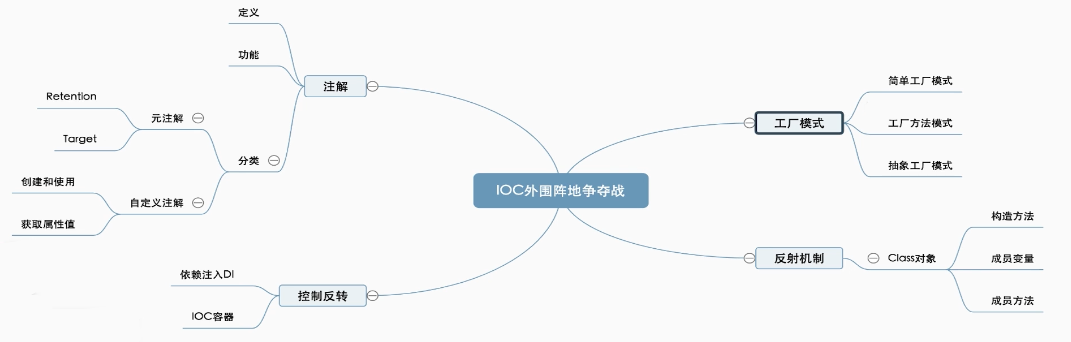 IOC外围阵地争夺战
工厂模式
简单工厂模式
工厂方法模式
抽象工厂模式
反射机制
Class对象
构造方法
成员变量
成员方法
注解
定义
功能
分类
元注解
Retention
Target
自定义注解
创建和使用
获取属性值
控制反转
依赖注入DI
IOC容器